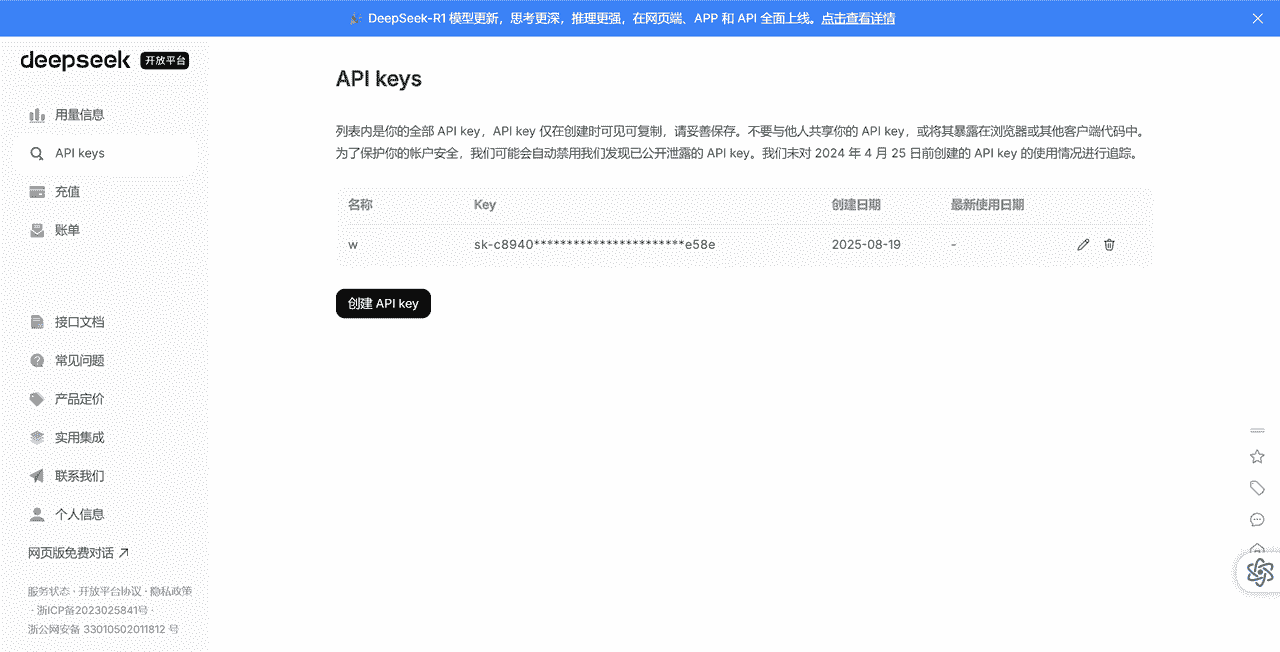 DeepSeek-R1 模型更新，思考更深，推理更强，在网页端、APP 和 API 全面上线。点击查看详情
deepseek 开放平台
用量信息
API keys
充值
账单
接口文档
常见问题
产品定价
实用集成
联系我们
个人信息
网页版免费对话
服务状态 · 开放平台协议 · 隐私政策
· 浙ICP备2023025841号 ·
浙公网安备 33010502011812 号
API keys
列表内是你的全部 API key，API key 仅在创建时可见可复制，请妥善保存。不要与他人共享你的 API key，或将其暴露在浏览器或其他客户端代码中。
为了保护你的帐户安全，我们可能会自动禁用我们发现已公开泄露的 API key。我们未对 2024 年 4 月 25 日前创建的 API key 的使用情况进行追踪。
名称 Key 创建日期 最新使用日期
w sk-c8940***********************e58e 2025-08-19 -
创建 API key